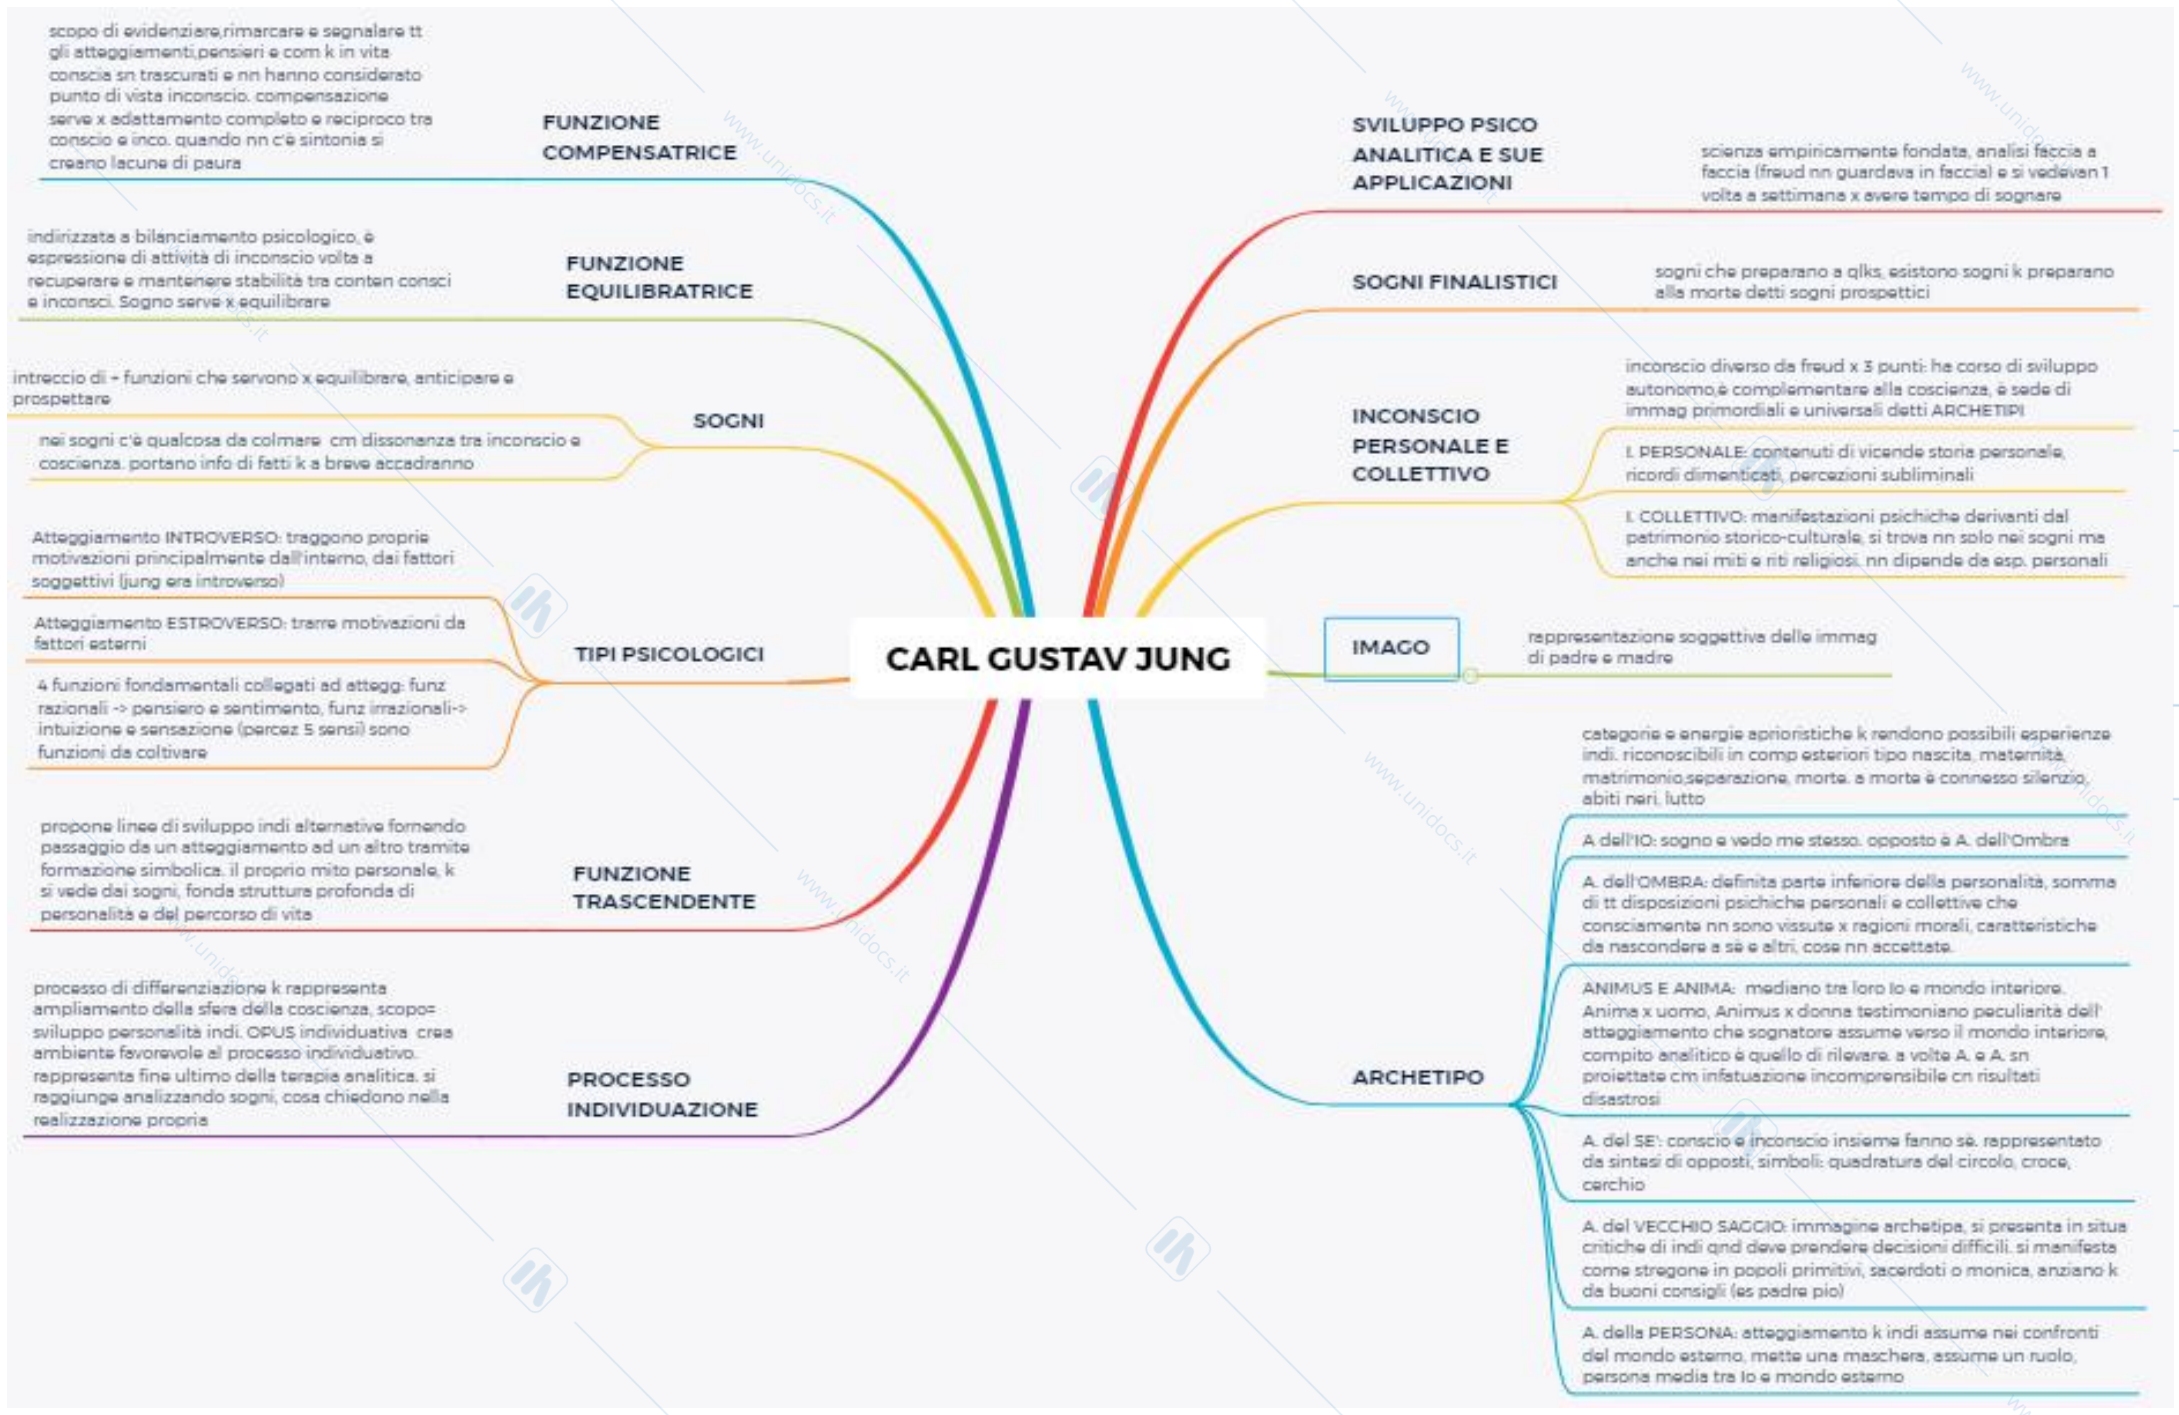 scopo di evidenziare,rimarcare e segnalare tt
gli atteggiamenti,pensieri e com k in vita
conscia sn trascurati e nn hanno considerato
punto di vista inconscio. compensazione
serve x adattamento completo e reciproco tra
conscio e inco. quando nn c'è sintonia si
creano lacune di paura
FUNZIONE
COMPENSATRICE
indirizzata a bilanciamento psicologico, è
espressione di attività di inconscio volta a
recuperare e mantenere stabilità tra conten consci
e inconsci. Sogno serve x equilibrare
FUNZIONE
EQUILIBRATRICE
intreccio di + funzioni che servono x equilibrare, anticipare e
prospettare
nei sogni c'è qualcosa da colmare cm dissonanza tra inconscio e
coscienza. portano info di fatti k a breve accadranno
SOGNI
Atteggiamento INTROVERSO: traggono proprie
motivazioni principalmente dall'interno, dai fattori
soggettivi (jung era introverso)
Atteggiamento ESTROVERSO: trarre motivazioni da
fattori esterni
4 funzioni fondamentali collegati ad attegg: funz
razionali -> pensiero e sentimento, funz irrazionali->
intuizione e sensazione (percez 5 sensi) sono
funzioni da coltivare
TIPI PSICOLOGICI
propone linee di sviluppo indi alternative fornendo
passaggio da un atteggiamento ad un altro tramite
formazione simbolica. il proprio mito personale, k
si vede dai sogni, fonda struttura profonda di
personalità e del percorso di vita
FUNZIONE
TRASCENDENTE
processo di differenziazione k rappresenta
ampliamento della sfera della coscienza, scopo=
sviluppo personalità indi. OPUS individuativa crea
ambiente favorevole al processo individuativo.
rappresenta fine ultimo della terapia analitica. si
raggiunge analizzando sogni, cosa chiedono nella
realizzazione propria
PROCESSO
INDIVIDUAZIONE
CARL GUSTAV JUNG
SVILUPPO PSICO
ANALITICA E SUE
APPLICAZIONI
scienza empiricamente fondata, analisi faccia a
faccia (freud nn guardava in faccia) e si vedevan 1
volta a settimana x avere tempo di sognare
SOGNI FINALISTICI
sogni che preparano a qlks, esistono sogni k preparano
alla morte detti sogni prospettici
INCONSCIO
PERSONALE E
COLLETTIVO
inconscio diverso da freud x 3 punti: ha corso di sviluppo
autonomo,è complementare alla coscienza, è sede di
immag primordiali e universali detti ARCHETIPI
I. PERSONALE: contenuti di vicende storia personale,
ricordi dimenticati, percezioni subliminali
I. COLLETTIVO: manifestazioni psichiche derivanti dal
patrimonio storico-culturale, si trova nn solo nei sogni ma
anche nei miti e riti religiosi. nn dipende da esp. personali
IMAGO
rappresentazione soggettiva delle immag
di padre e madre
ARCHETIPO
categorie e energie aprioristiche k rendono possibili esperienze
indi. riconoscibili in comp esteriori tipo nascita, maternità,
matrimonio,separazione, morte. a morte è connesso silenzio,
abiti neri, lutto
A dell'IO: sogno e vedo me stesso. opposto è A. dell'Ombra
A. dell'OMBRA: definita parte inferiore della personalità, somma
di tt disposizioni psichiche personali e collettive che
consciamente nn sono vissute x ragioni morali, caratteristiche
da nascondere a sè e altri, cose nn accettate.
ANIMUS E ANIMA: mediano tra loro Io e mondo interiore.
Anima x uomo, Animus x donna testimoniano peculiarità dell'
atteggiamento che sognatore assume verso il mondo interiore,
compito analitico è quello di rilevare. a volte A. e A. sn
proiettate cm infatuazione incomprensibile cn risultati
disastrosi
A. del SE': conscio e inconscio insieme fanno sè. rappresentato
da sintesi di opposti, simboli: quadratura del circolo, croce,
cerchio
A. del VECCHIO SAGGIO: immagine archetipa, si presenta in situa
critiche di indi qnd deve prendere decisioni difficili. si manifesta
come stregone in popoli primitivi, sacerdoti o monica, anziano k
da buoni consigli (es padre pio)
A. della PERSONA: atteggiamento k indi assume nei confronti
del mondo esterno, mette una maschera, assume un ruolo,
persona media tra Io e mondo esterno
www.unidocs.it
www.unidocs.it
www.unidocs.it
www.unidocs.it
www.unidocs.it